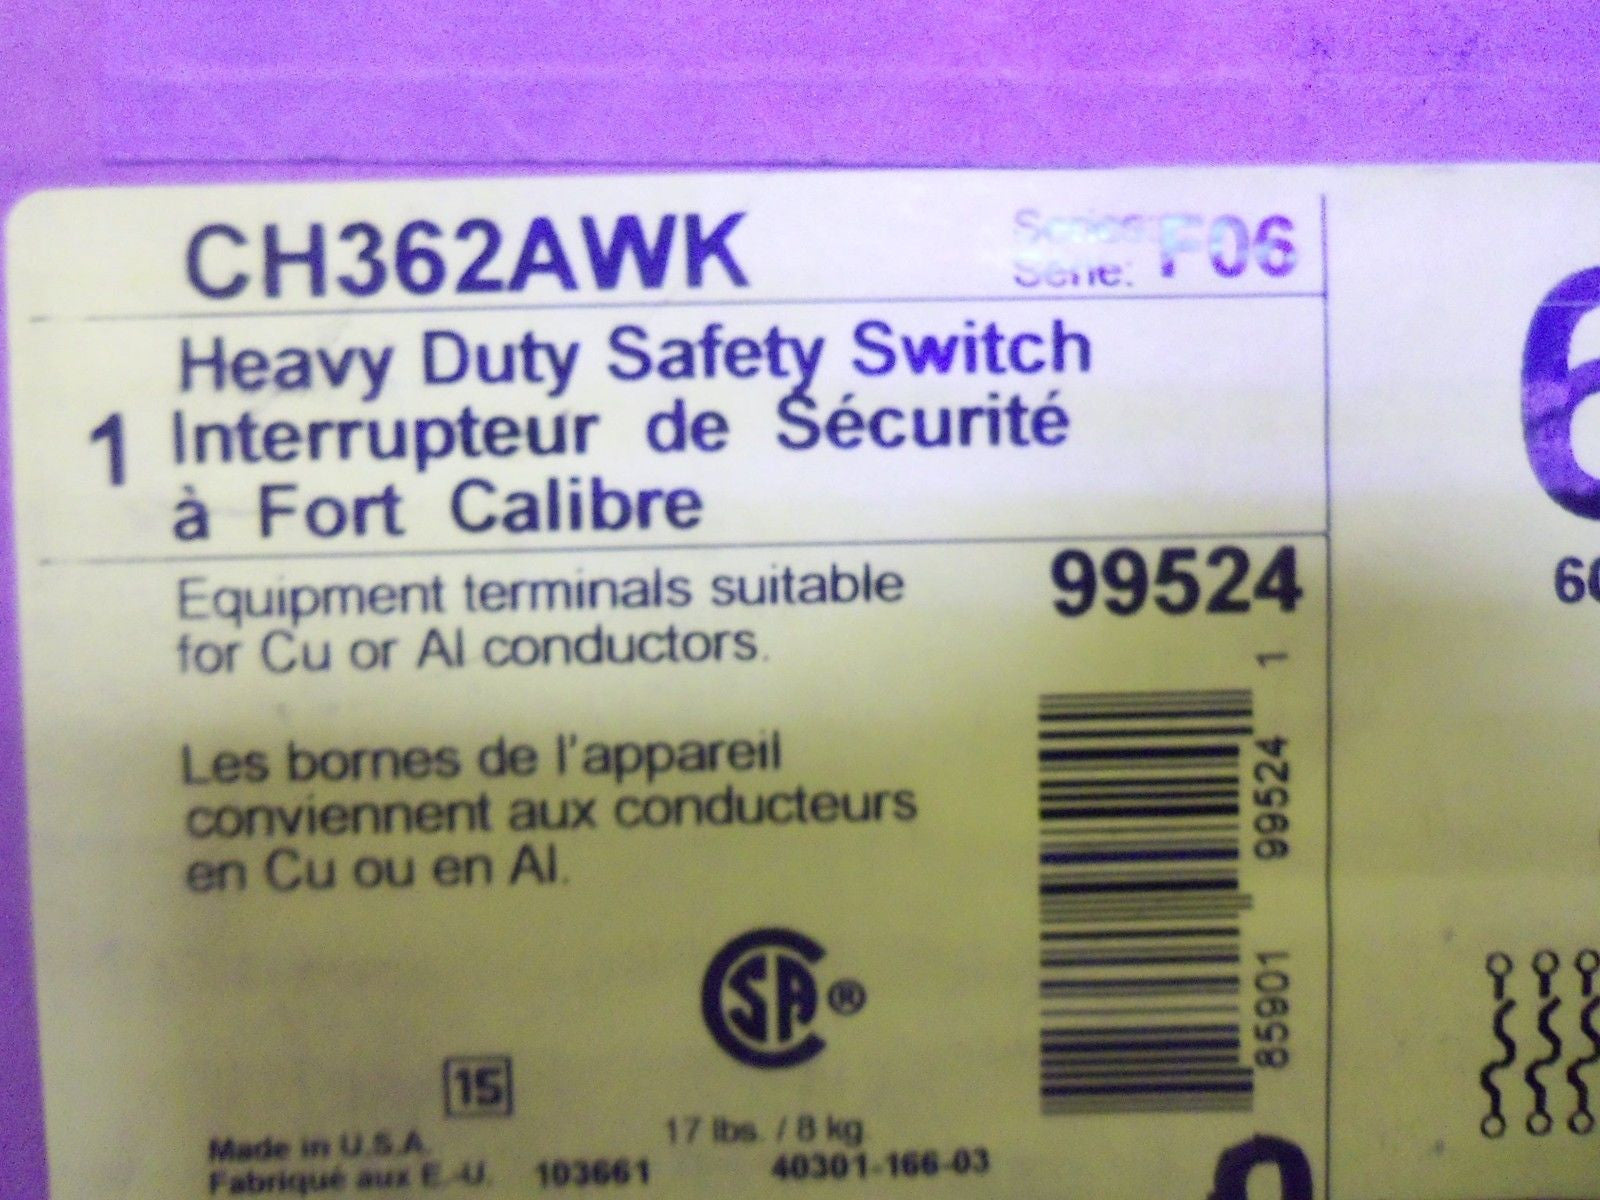 CH362AWK
Series: F06
Série:
1
Heavy Duty Safety Switch
Interrupteur de Sécurité
à Fort Calibre
Equipment terminals suitable
for Cu or Al conductors.
99524
Les bornes de l'appareil
conviennent aux conducteurs
en Cu ou en Al.
85901 99524 1
CSA ®
15
17 lbs. / 8 kg
Made in U.S.A.
Fabriqué aux E.-U. 103661 40301-166-03